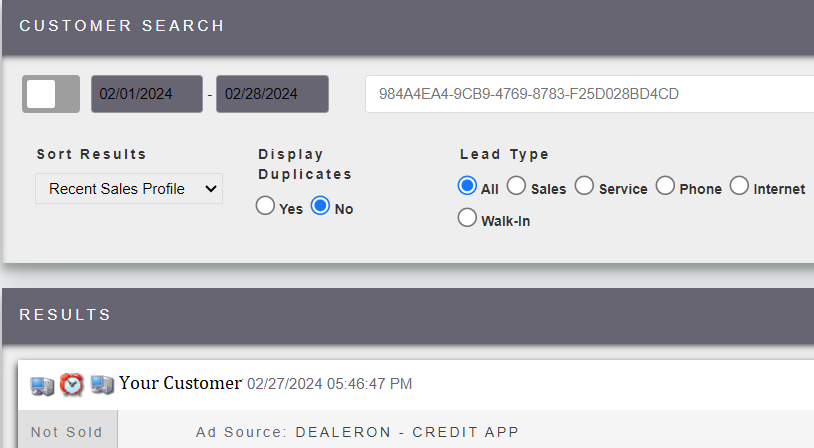 CUSTOMER SEARCH
02/01/2024 - 02/28/2024 984A4EA4-9CB9-4769-8783-F25D028BD4CD
Sort Results
Recent Sales Profile
Display
Duplicates
Yes No
Lead Type
All Sales Service Phone Internet
Walk-In
RESULTS
Your Customer 02/27/2024 05:46:47 PM
Not Sold Ad Source: DEALERON - CREDIT APP